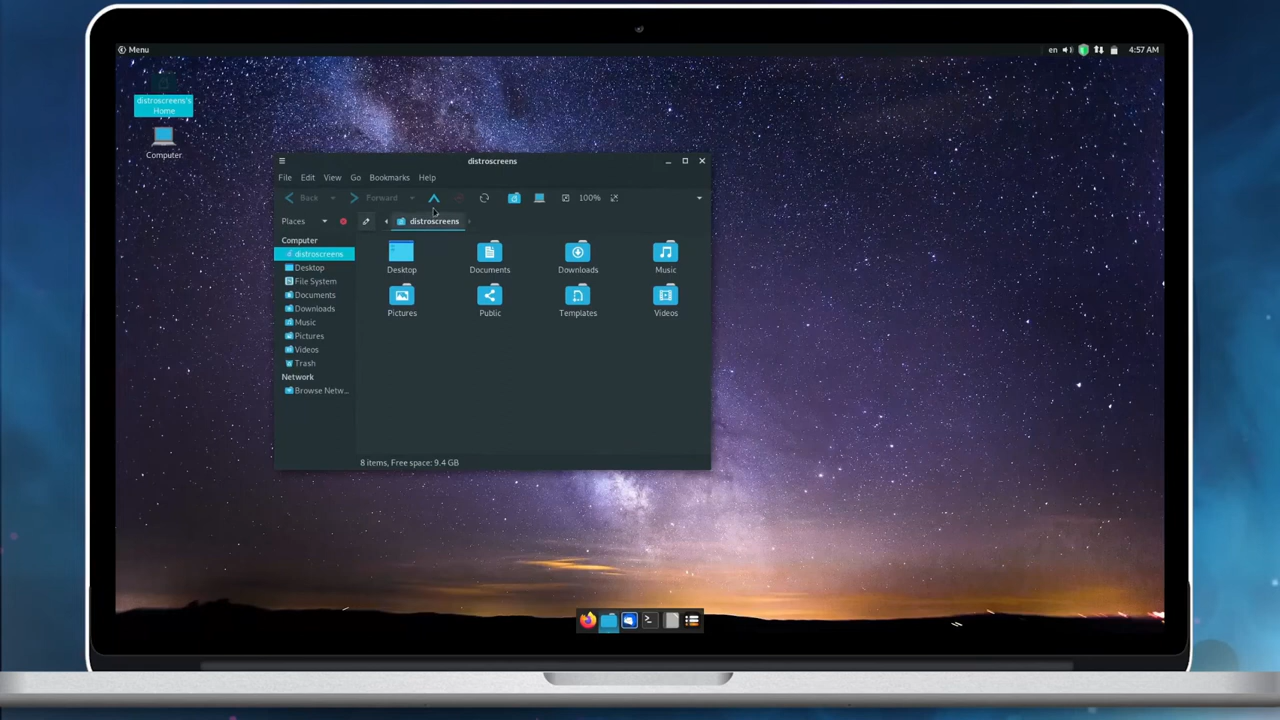 Menu
en
4:57 AM
distroscreens's
Home
Computer
distroscreens
File Edit View Go Bookmarks Help
Back Forward 100%
Places distroscreens
Computer
distroscreens
Desktop
File System
Documents
Downloads
Music
Pictures
Videos
Trash
Network
Browse Netw...
Desktop Documents Downloads Music
Pictures Public Templates Videos
8 items, Free space: 9.4 GB